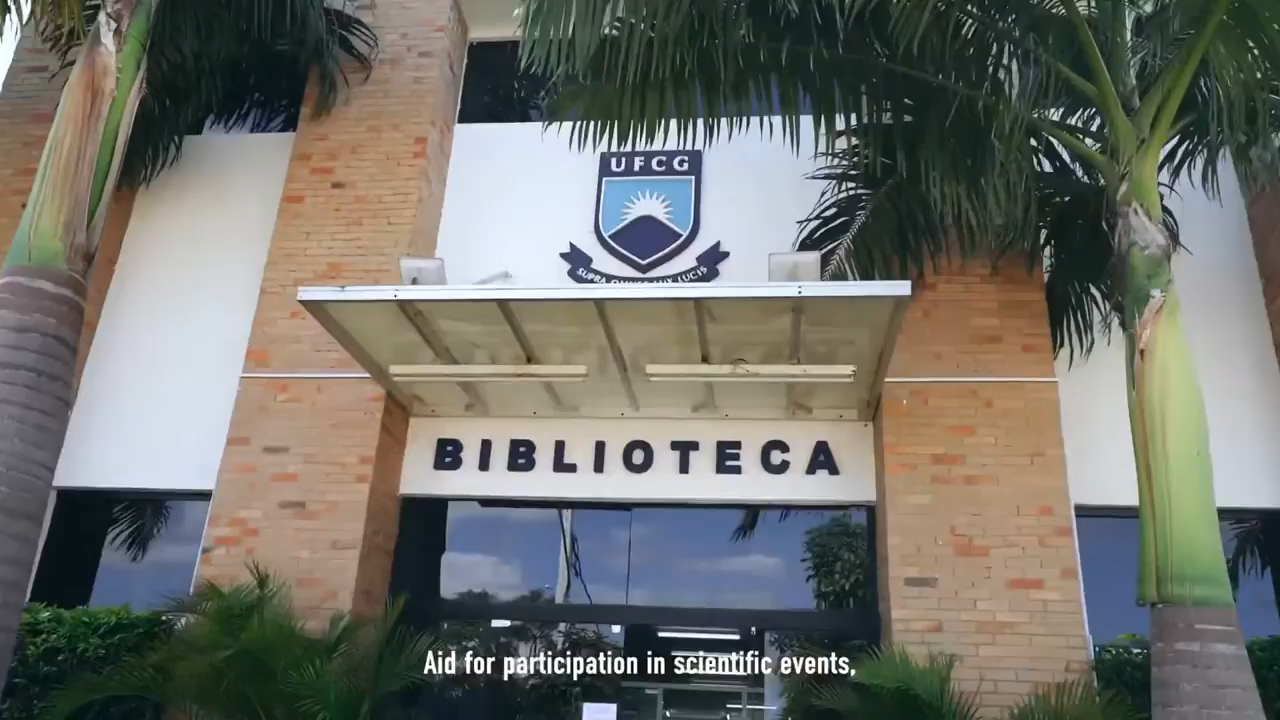 UFCG
SUPRA OMNES LUX LUCIS
BIBLIOTECA
Aid for participation in scientific events,